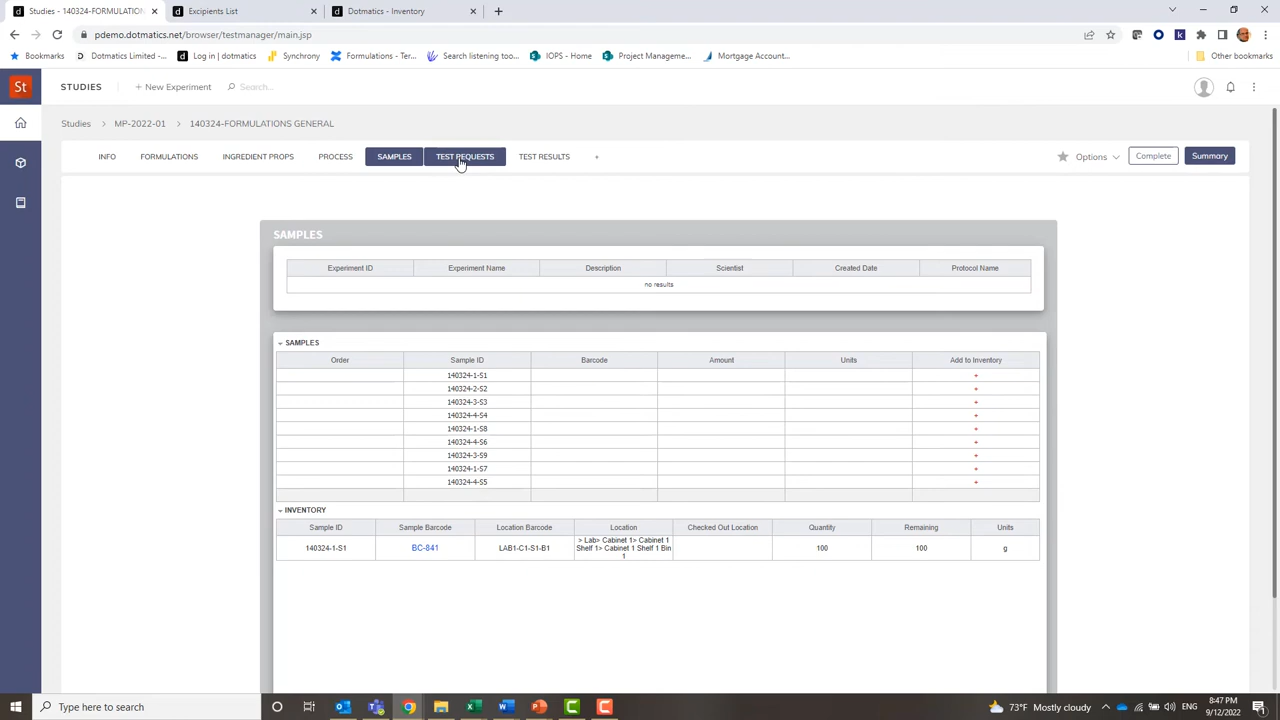 Studies - 140324-FORMULATIONS
Excipients List
Dotmatics - Inventory
pdemo.dotmatics.net/browser/testmanager/main.jsp
Bookmarks
Dotmatics Limited -...
Log in | dotmatics
Synchrony
Formulations - Ter...
Search listening too...
IOPS - Home
Project Manageme...
Mortgage Account...
Other bookmarks
St
STUDIES
+ New Experiment
Search...
Studies > MP-2022-01 > 140324-FORMULATIONS GENERAL
INFO
FORMULATIONS
INGREDIENT PROPS
PROCESS
SAMPLES
TEST REQUESTS
TEST RESULTS
+
Options
Complete
Summary
SAMPLES
Experiment ID Experiment Name Description Scientist Created Date Protocol Name
no results
SAMPLES
Order Sample ID Barcode Amount Units Add to Inventory
140324-1-S1 +
140324-2-S2 +
140324-3-S3 +
140324-4-S4 +
140324-1-S8 +
140324-4-S6 +
140324-3-S9 +
140324-1-S7 +
140324-4-S5 +
INVENTORY
Sample ID Sample Barcode Location Barcode Location Checked Out Location Quantity Remaining Units
140324-1-S1 BC-841 LAB1-C1-S1-B1 > Lab> Cabinet 1> Cabinet 1 Shelf 1> Cabinet 1 Shelf 1 Bin 1 100 100 g
Type here to search
73°F Mostly cloudy
8:47 PM
9/12/2022